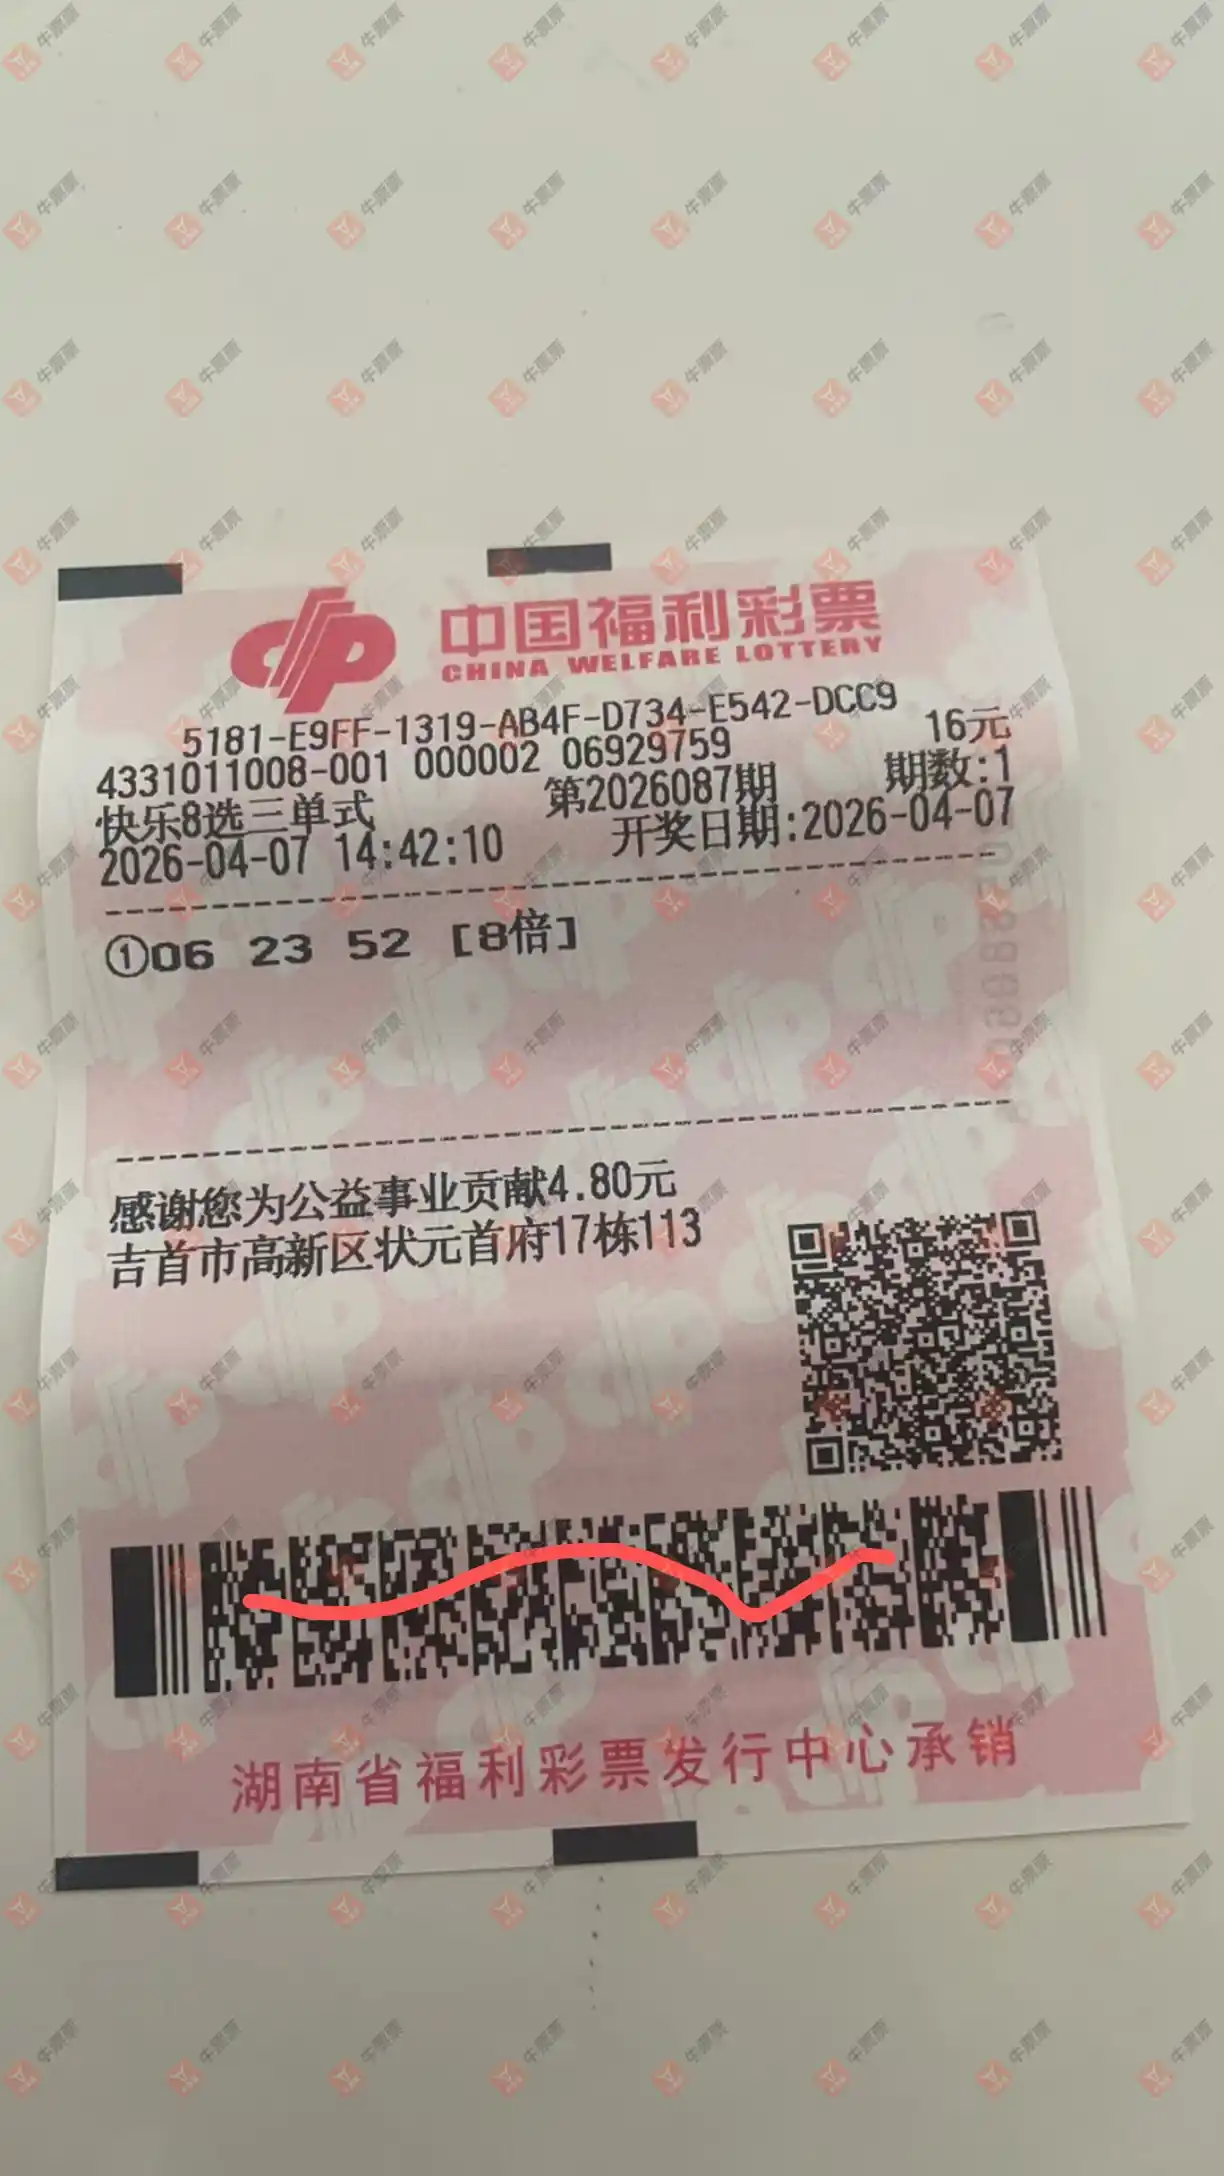 中国福利彩票
CHINA WELFARE LOTTERY
5181-E9FF-1319-AB4F-D734-E542-DCC9
4331011008-001 000002 06929759 16元
快乐8选三单式 第2026087期 期数:1
2026-04-07 14:42:10 开奖日期:2026-04-07
①06 23 52 [8倍]
感谢您为公益事业贡献4.80元
吉首市高新区状元首府17栋113
湖南省福利彩票发行中心承销
牛票票